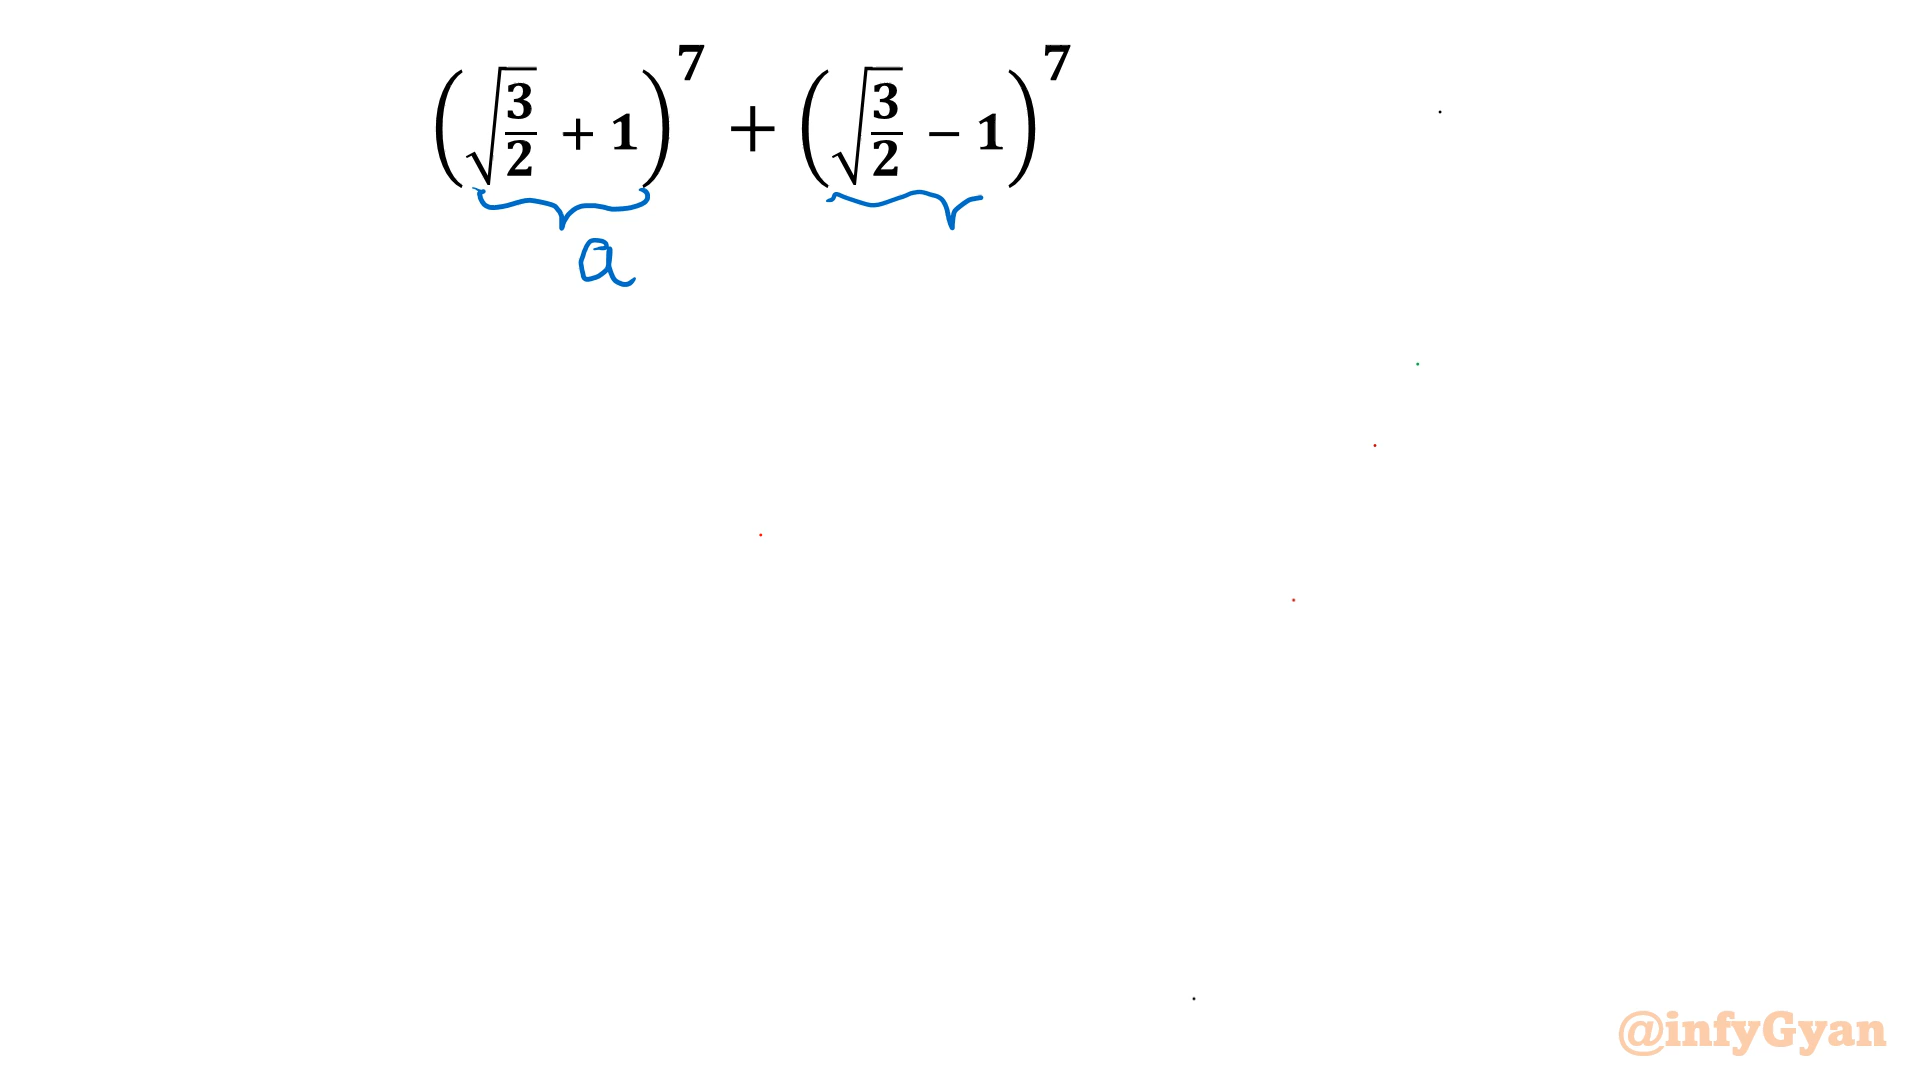 (√(3/2) + 1)⁷ + (√(3/2) − 1)⁷
a
@infyGyan